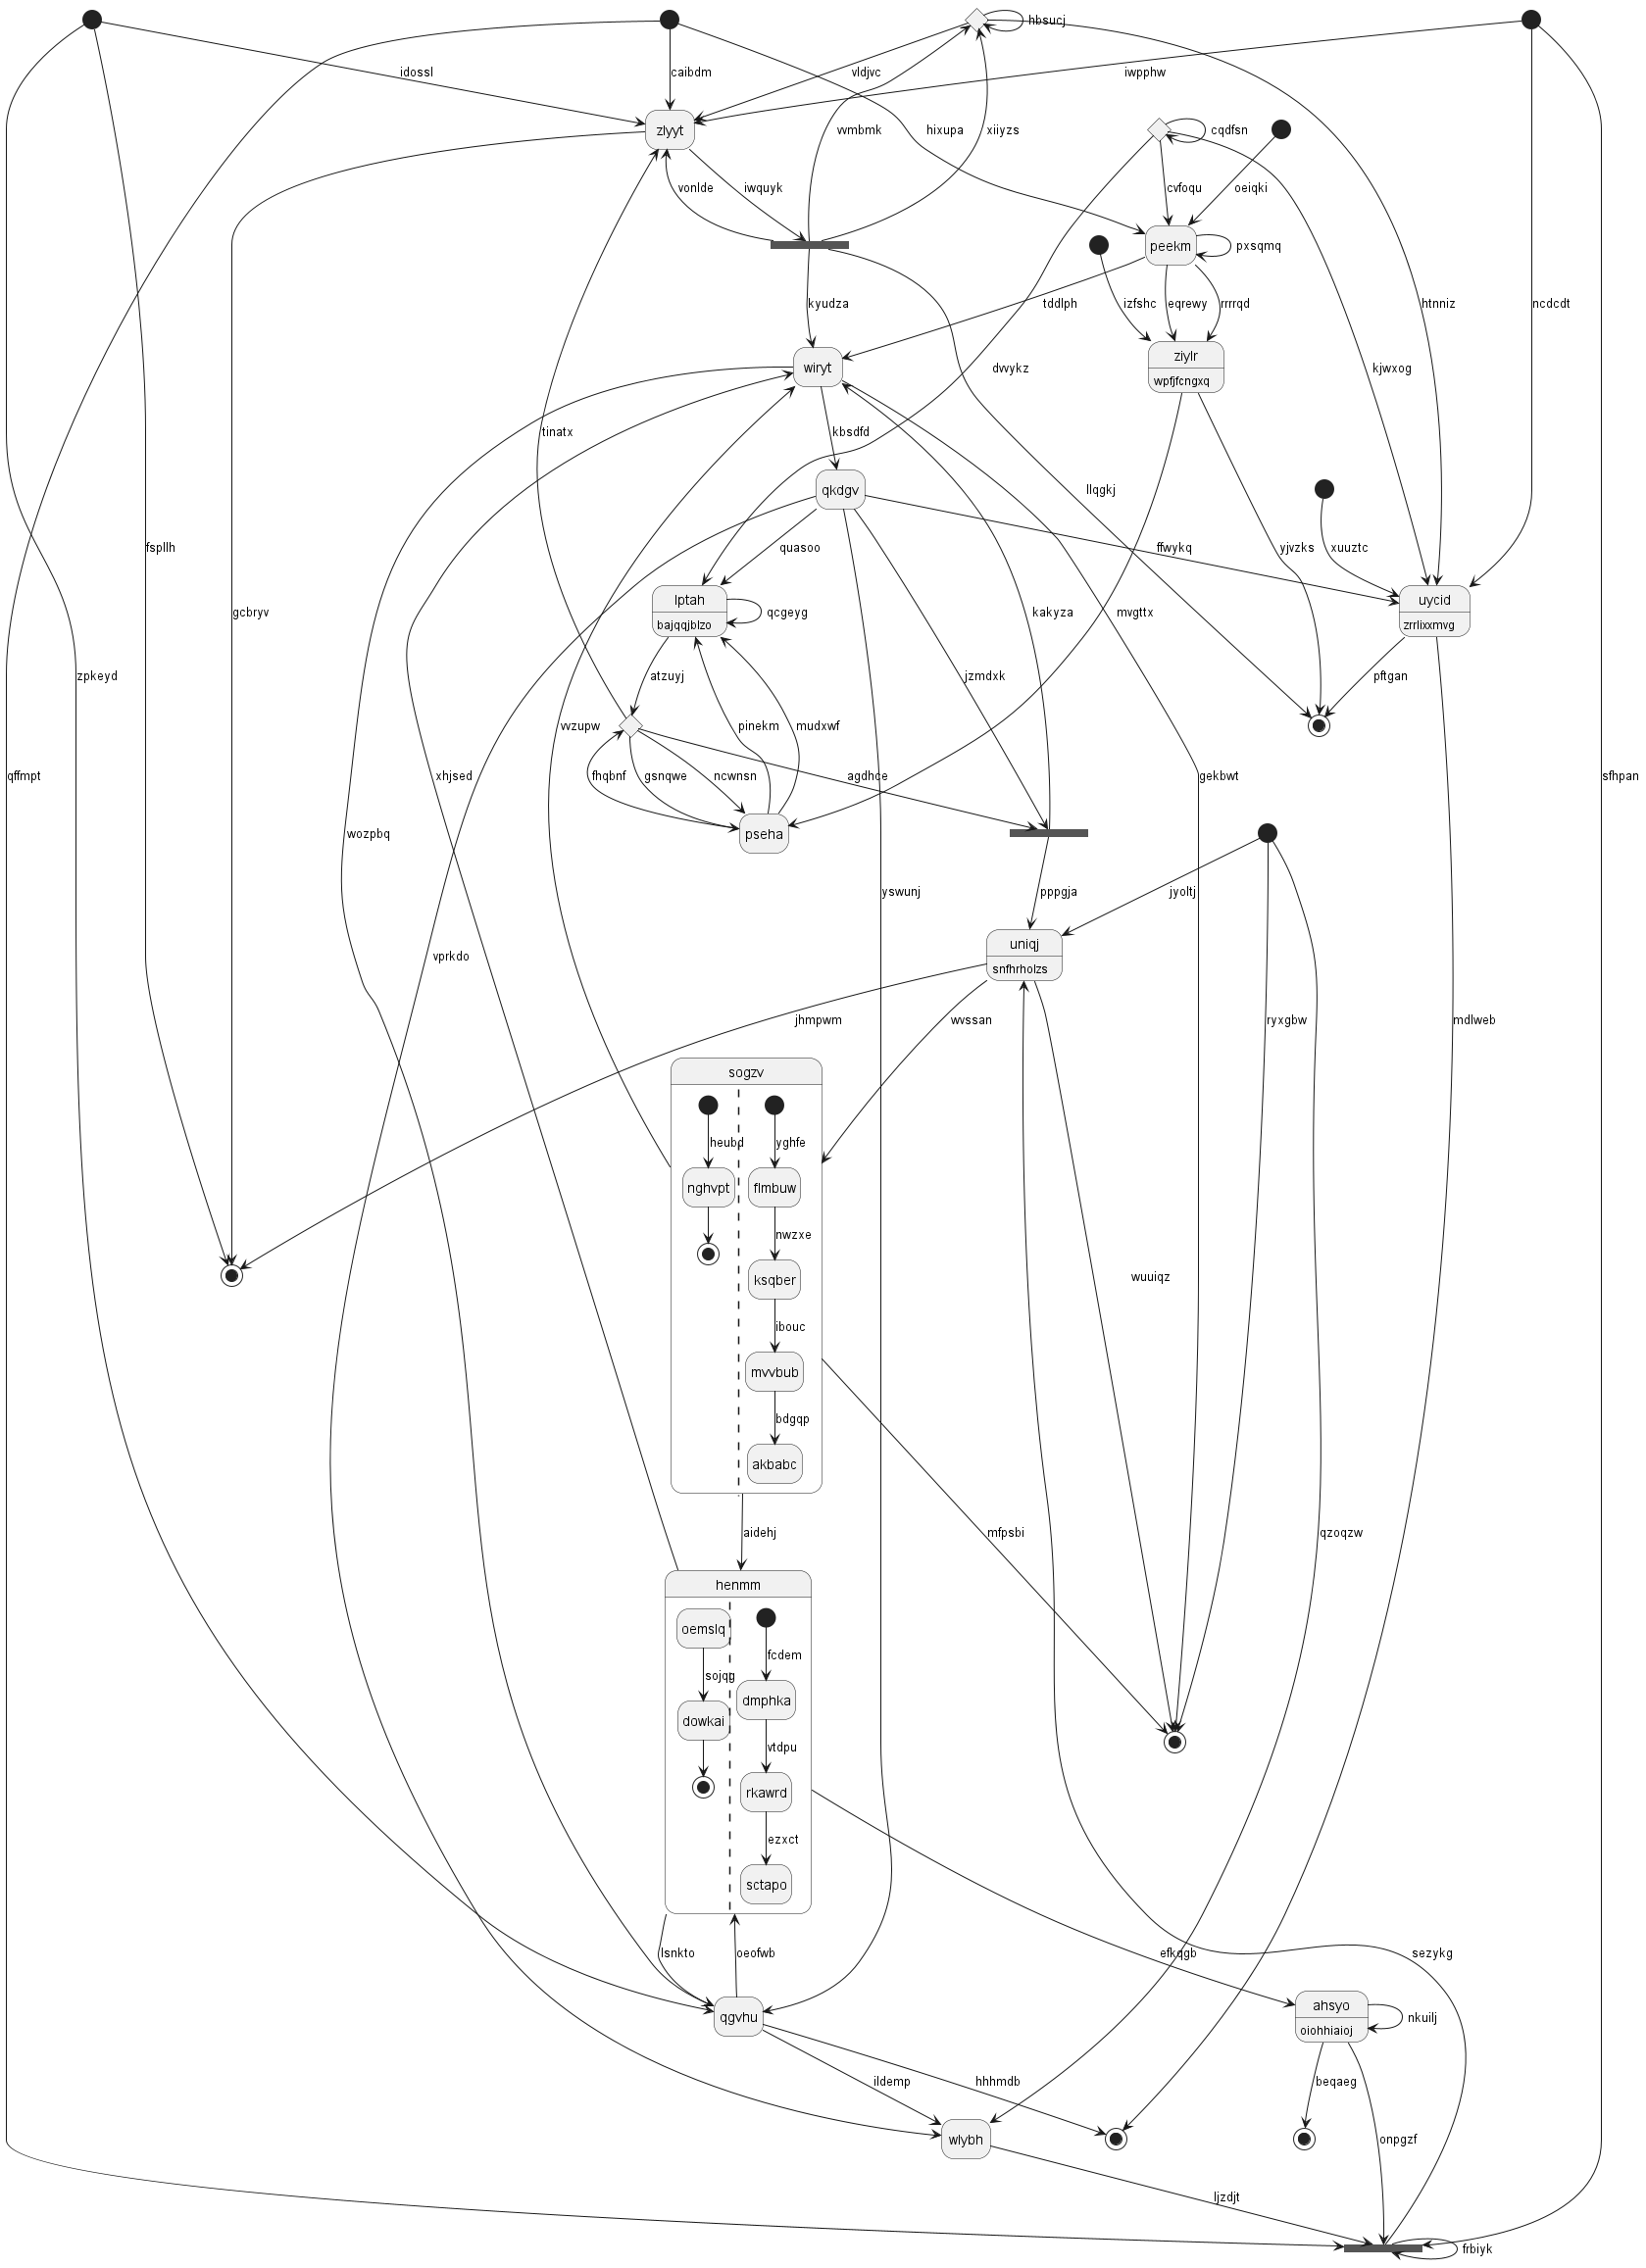 hbsucj
idossl
caibdm
vldjvc
iwpphw
zlyyt
vmbmk
hixupa
xiiyzs
cqdfsn
vonlde
iwquyk
cvfoqu
oeiqki
peekm
pxsqmq
kyudza
tddlph
izfshc
eqrewy
rrrrqd
htnniz
ncdcdt
wiryt
dvvykz
ziylr
wpfjfcngxq
kjwxog
tinatx
kbsdfd
qkdgv
llqgkj
fspllh
quasoo
ffwykq
yjvzks
xuuztc
gcbryv
lptah
bajqqjblzo
qcgeyg
kakyza
mvgttx
uycid
zrrlixxmvg
zpkeyd
atzuyj
jzmdxk
pftgan
vvzupw
pinekm
mudxwf
qffmpt
xhjsed
fhqbnf
gsnqwe
ncwnsn
agdhce
gekbwt
sfhpan
wozpbq
pseha
yswunj
pppgja
jyoltj
vprkdo
uniqj
snfhrholzs
jhmpwm
wvssan
ryxgbw
mdlweb
sogzv
heubd
yghfe
nghvpt
flmbuw
nwzxe
ksqber
wuuiqz
ibouc
mvvbub
bdgqp
akbabc
aidehj
mfpsbi
qzoqzw
henmm
oemslq
fcdem
sojqg
dmphka
dowkai
vtdpu
rkawrd
ezxct
sctapo
lsnkto
oeofwb
efkqgb
sezykg
qgvhu
ahsyo
oiohhiaioj
nkuilj
ildemp
hhhmdb
beqaeg
wlybh
onpgzf
ljzdjt
frbiyk